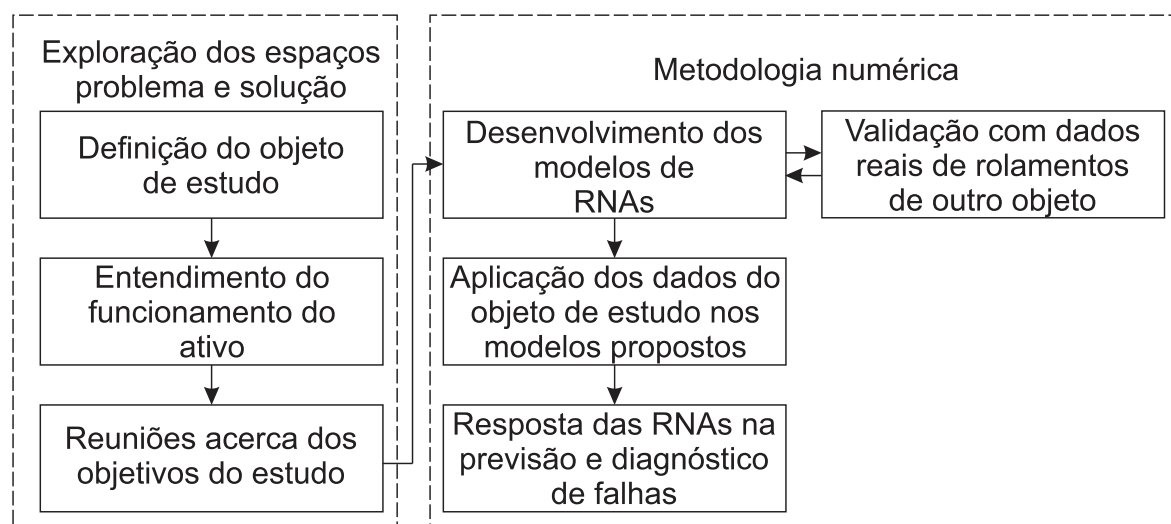 Exploração dos espaços
problema e solução
Definição do objeto
de estudo
Entendimento do
funcionamento do
ativo
Reuniões acerca dos
objetivos do estudo
Metodologia numérica
Desenvolvimento dos
modelos de
RNAs
Validação com dados
reais de rolamentos
de outro objeto
Aplicação dos dados do
objeto de estudo nos
modelos propostos
Resposta das RNAs na
previsão e diagnóstico
de falhas